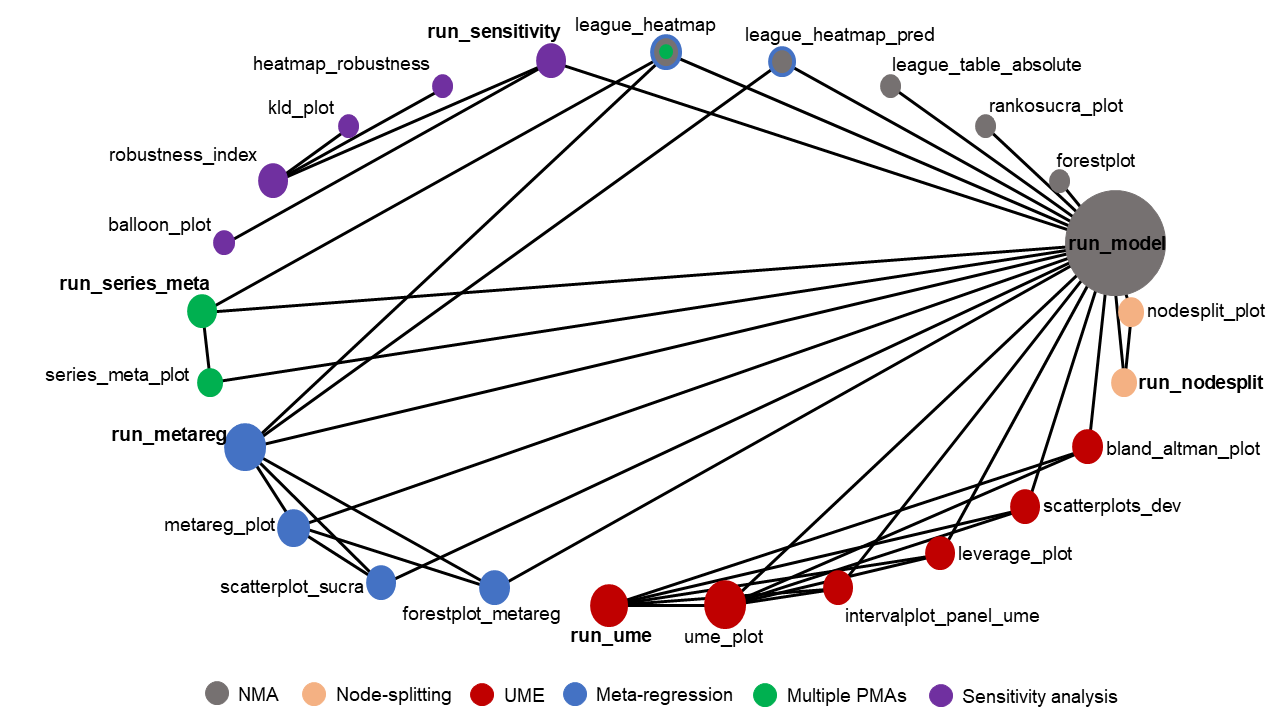 league_heatmap
run_sensitivity
league_heatmap_pred
heatmap_robustness
league_table_absolute
kld_plot
rankosucra_plot
robustness_index
forestplot
balloon_plot
run_model
run_series_meta
nodesplit_plot
series_meta_plot
run_nodesplit
run_metareg
bland_altman_plot
scatterplots_dev
metareg_plot
leverage_plot
scatterplot_sucra
forestplot_metareg
intervalplot_panel_ume
run_ume
ume_plot
NMA Node-splitting UME Meta-regression Multiple PMAs Sensitivity analysis